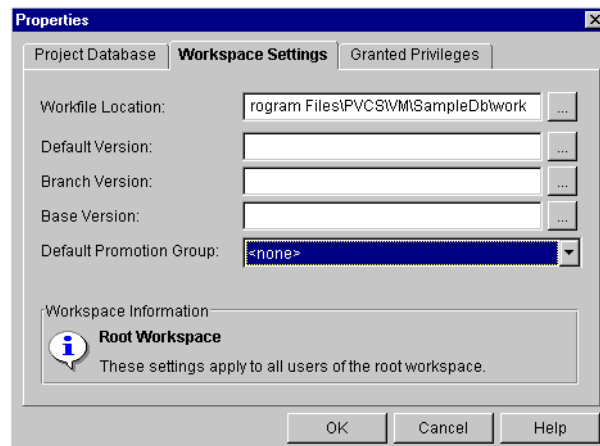 Properties
Project Database Workspace Settings Granted Privileges
Workfile Location: rogram Files\PVCS\VM\SampleDb\work ...
Default Version: ...
Branch Version: ...
Base Version: ...
Default Promotion Group: <none>
Workspace Information
Root Workspace
These settings apply to all users of the root workspace.
OK Cancel Help